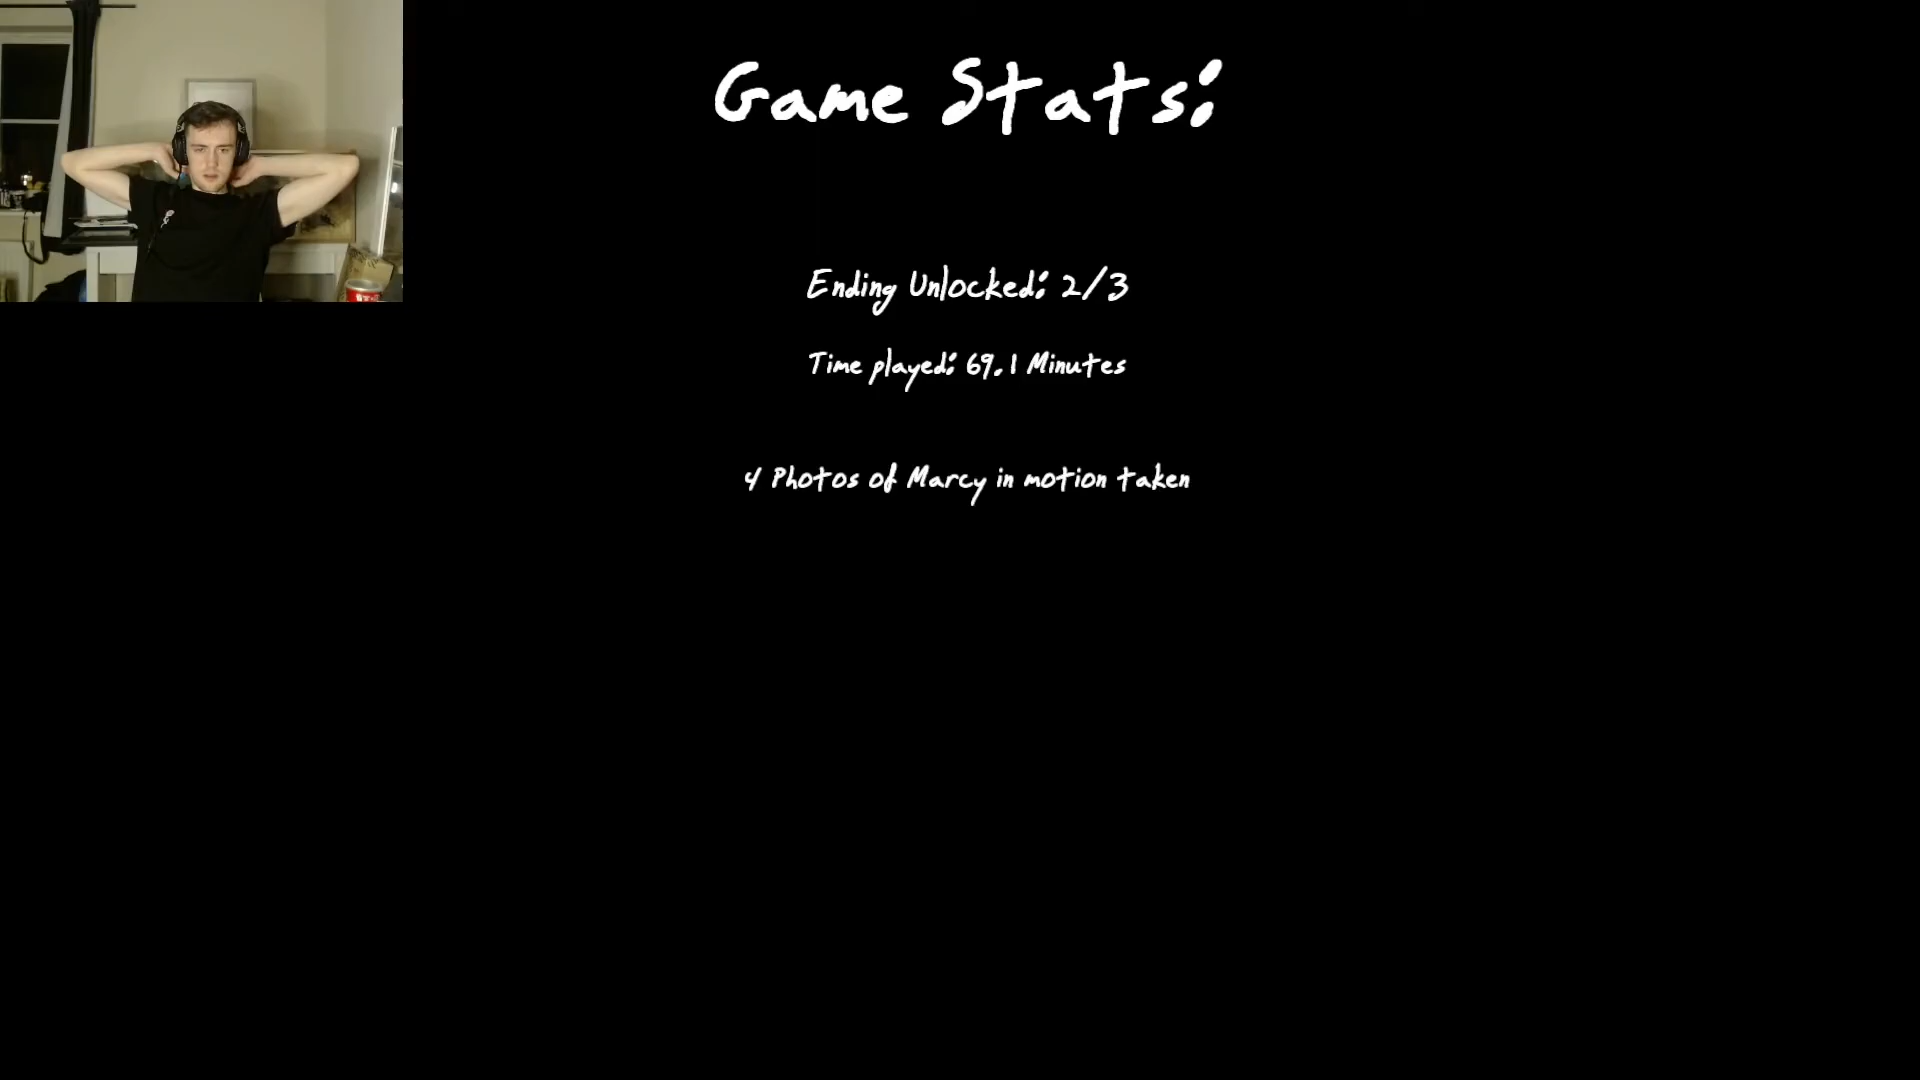 Game Stats:
Ending Unlocked: 2/3
Time played: 69.1 Minutes
4 Photos of Marcy in motion taken